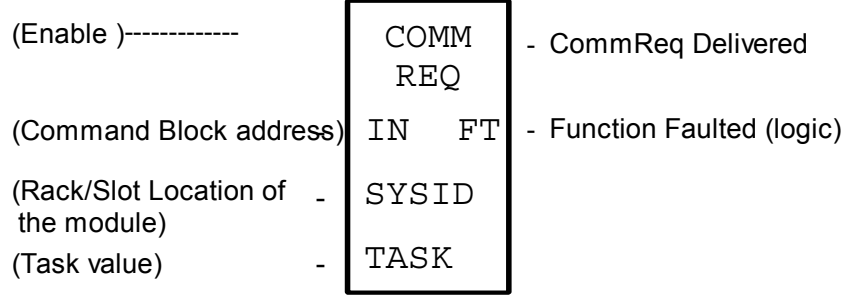 (Enable )------------- COMM - CommReq Delivered
REQ
(Command Block address)- IN FT - Function Faulted (logic)
(Rack/Slot Location of - SYSID
the module)
(Task value) - TASK